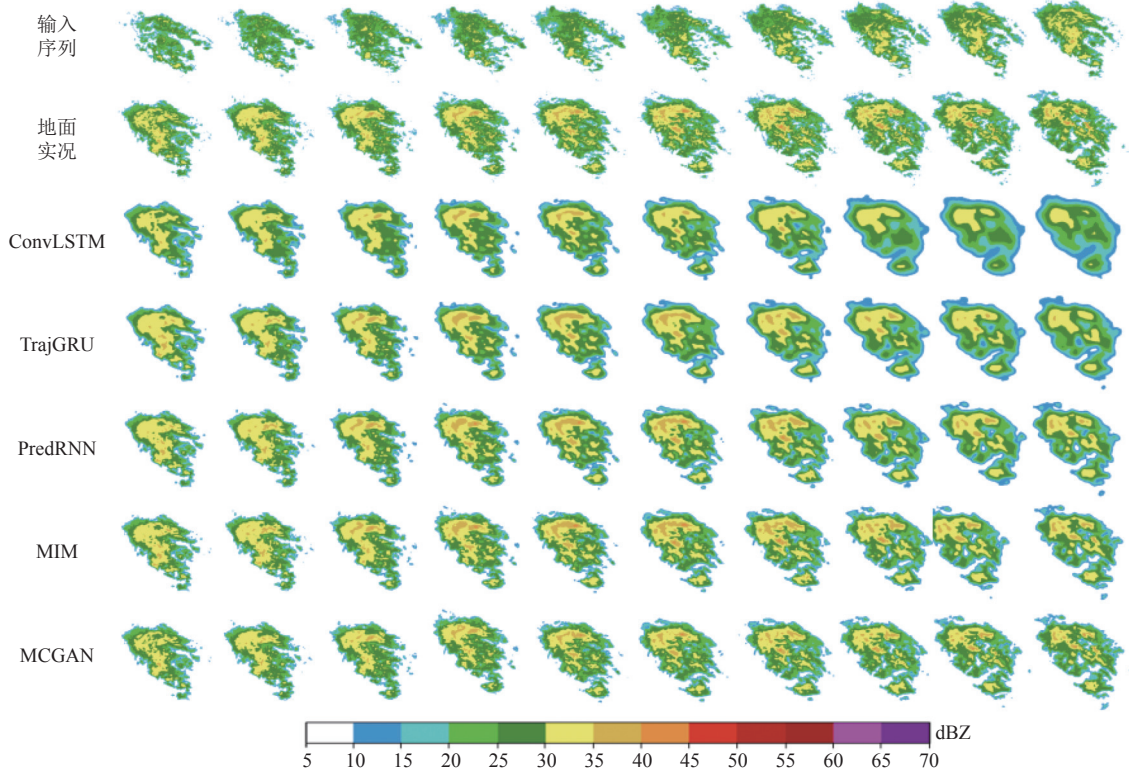 输入
序列
地面
实况
ConvLSTM
TrajGRU
PredRNN
MIM
MCGAN
dBZ
5 10 15 20 25 30 35 40 45 50 55 60 65 70